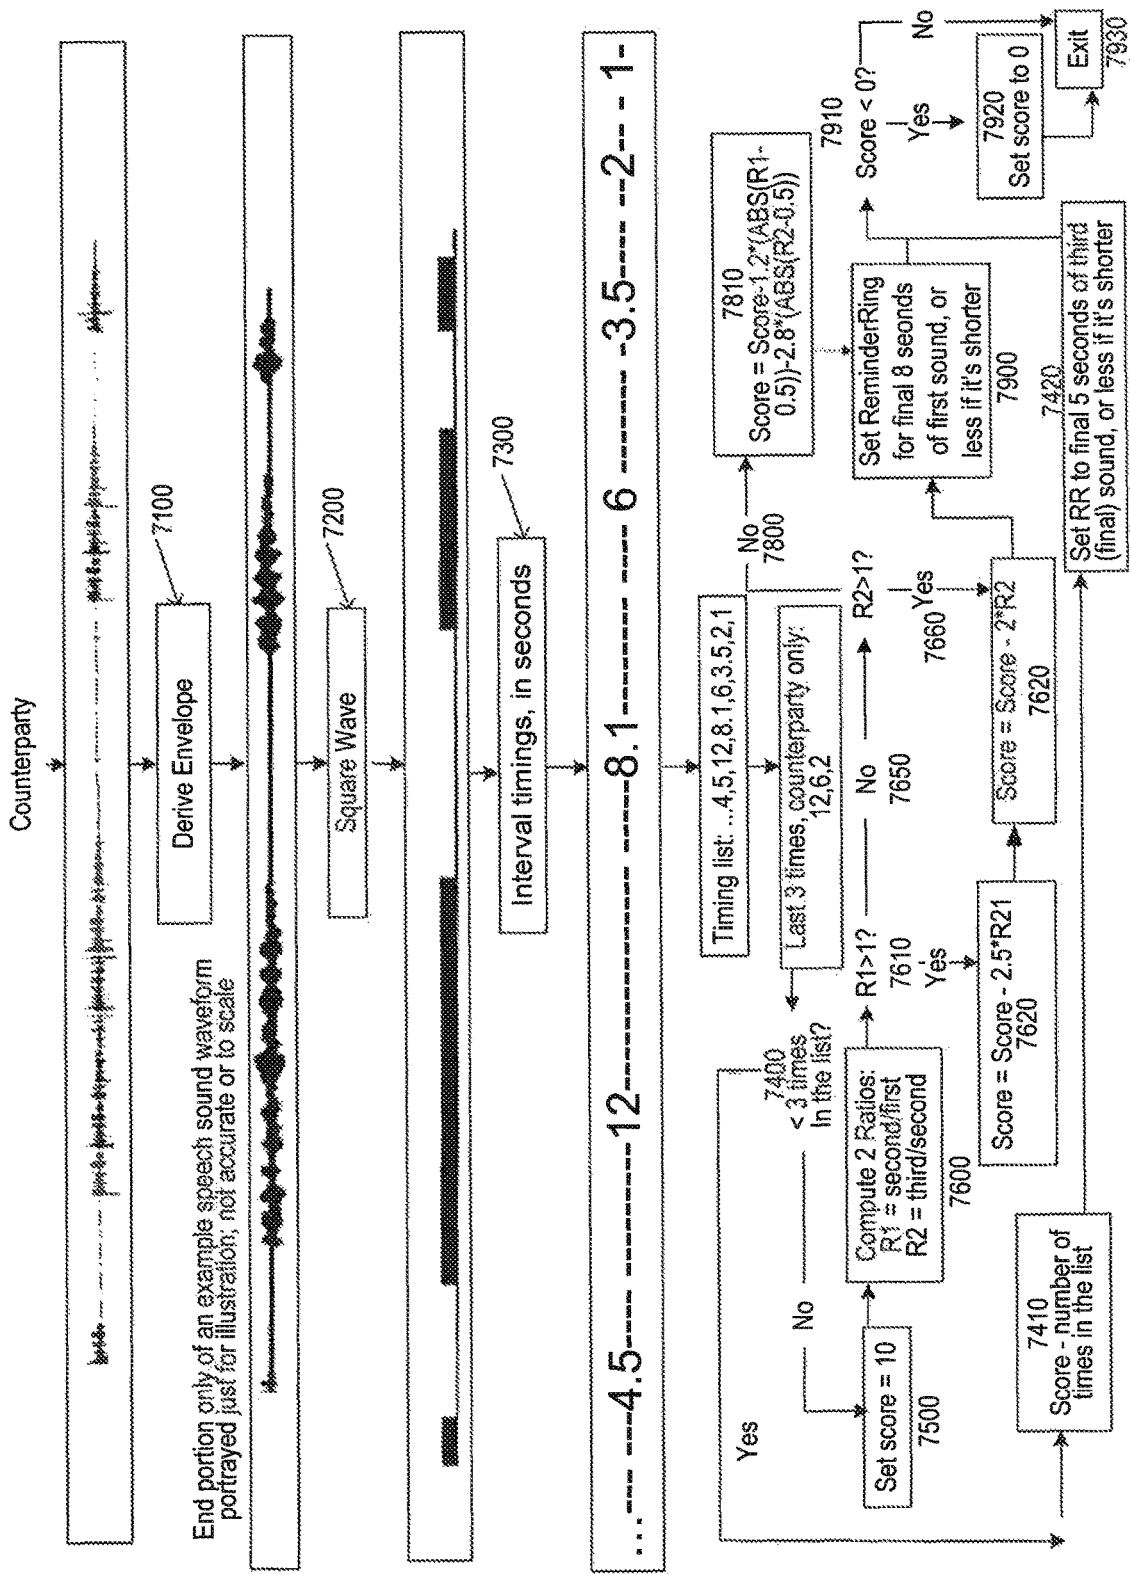 Counterparty
7100
Derive Envelope
End portion only of an example speech sound waveform
portrayed just for illustration; not accurate or to scale
7200
Square Wave
7300
Interval timings, in seconds
...----4.5----12-----------------8.1-------6 ------3.5----2-- - 1-
Timing list: ...4,5,12,8.1,6,3.5,2,1
Last 3 times, counterparty only:
12,6,2
7400
< 3 times
In the list?
Yes
No
Set score = 10
7500
Compute 2 Ratios:
R1 = second/first
R2 = third/second
7600
R1>1?
7610
Yes
No
7650
R2>1?
7660
Yes
No
7800
Score = Score - 2.5*R21
7620
Score = Score - 2*R2
7620
7810
Score = Score-1.2*(ABS(R1-
0.5))-2.8*(ABS(R2-0.5))
Set ReminderRing
for final 8 seonds
of first sound, or
less if it's shorter
7900
7410
Score - number of
times in the list
7420
Set RR to final 5 seconds of third
(final) sound, or less if it's shorter
7910
Score < 0?
No
Yes
7920
Set score to 0
Exit
7930